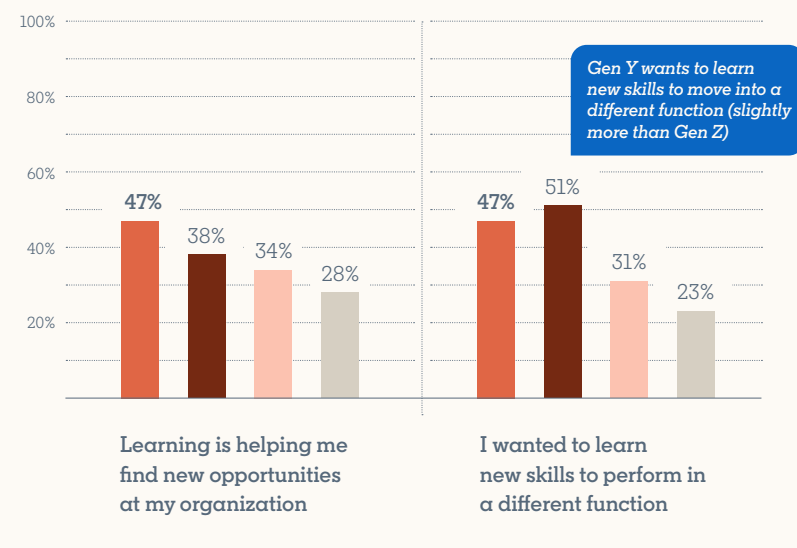 100%
80%
60%
40%
20%
47%
38%
34%
28%
Learning is helping me
find new opportunities
at my organization
Gen Y wants to learn
new skills to move into a
different function (slightly
more than Gen Z)
47%
51%
31%
23%
I wanted to learn
new skills to perform in
a different function